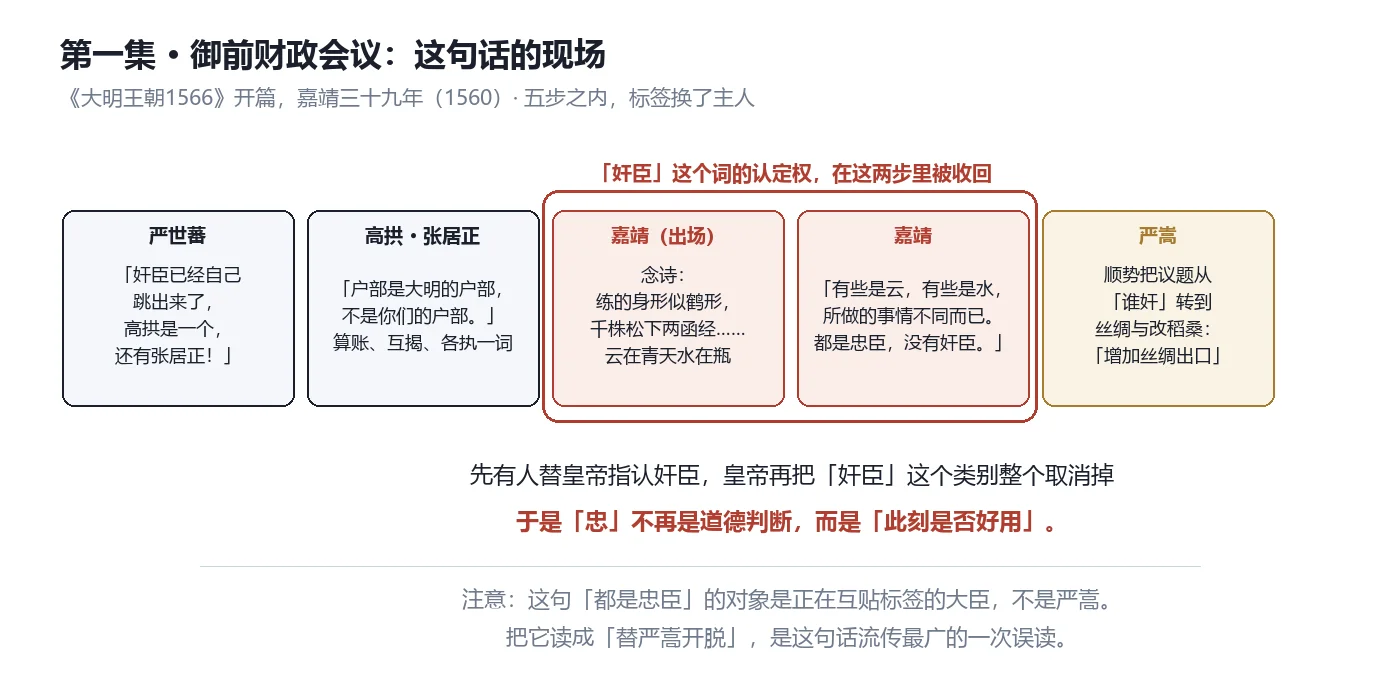 第一集 · 御前财政会议：这句话的现场
《大明王朝1566》开篇，嘉靖三十九年（1560）· 五步之内，标签换了主人
「奸臣」这个词的认定权，在这两步里被收回
严世蕃
「奸臣已经自己
跳出来了，
高拱是一个，
还有张居正！」
高拱 · 张居正
「户部是大明的户部，
不是你们的户部。」
算账、互揭、各执一词
嘉靖（出场）
念诗：
练的身形似鹤形，
千株松下两函经……
云在青天水在瓶
嘉靖
「有些是云，有些是水，
所做的事情不同而已。
都是忠臣，没有奸臣。」
严嵩
顺势把议题从
「谁奸」转到
丝绸与改稻桑：
「增加丝绸出口」
先有人替皇帝指认奸臣，皇帝再把「奸臣」这个类别整个取消掉
于是「忠」不再是道德判断，而是「此刻是否好用」。
注意：这句「都是忠臣」的对象是正在互贴标签的大臣，不是严嵩。
把它读成「替严嵩开脱」，是这句话流传最广的一次误读。